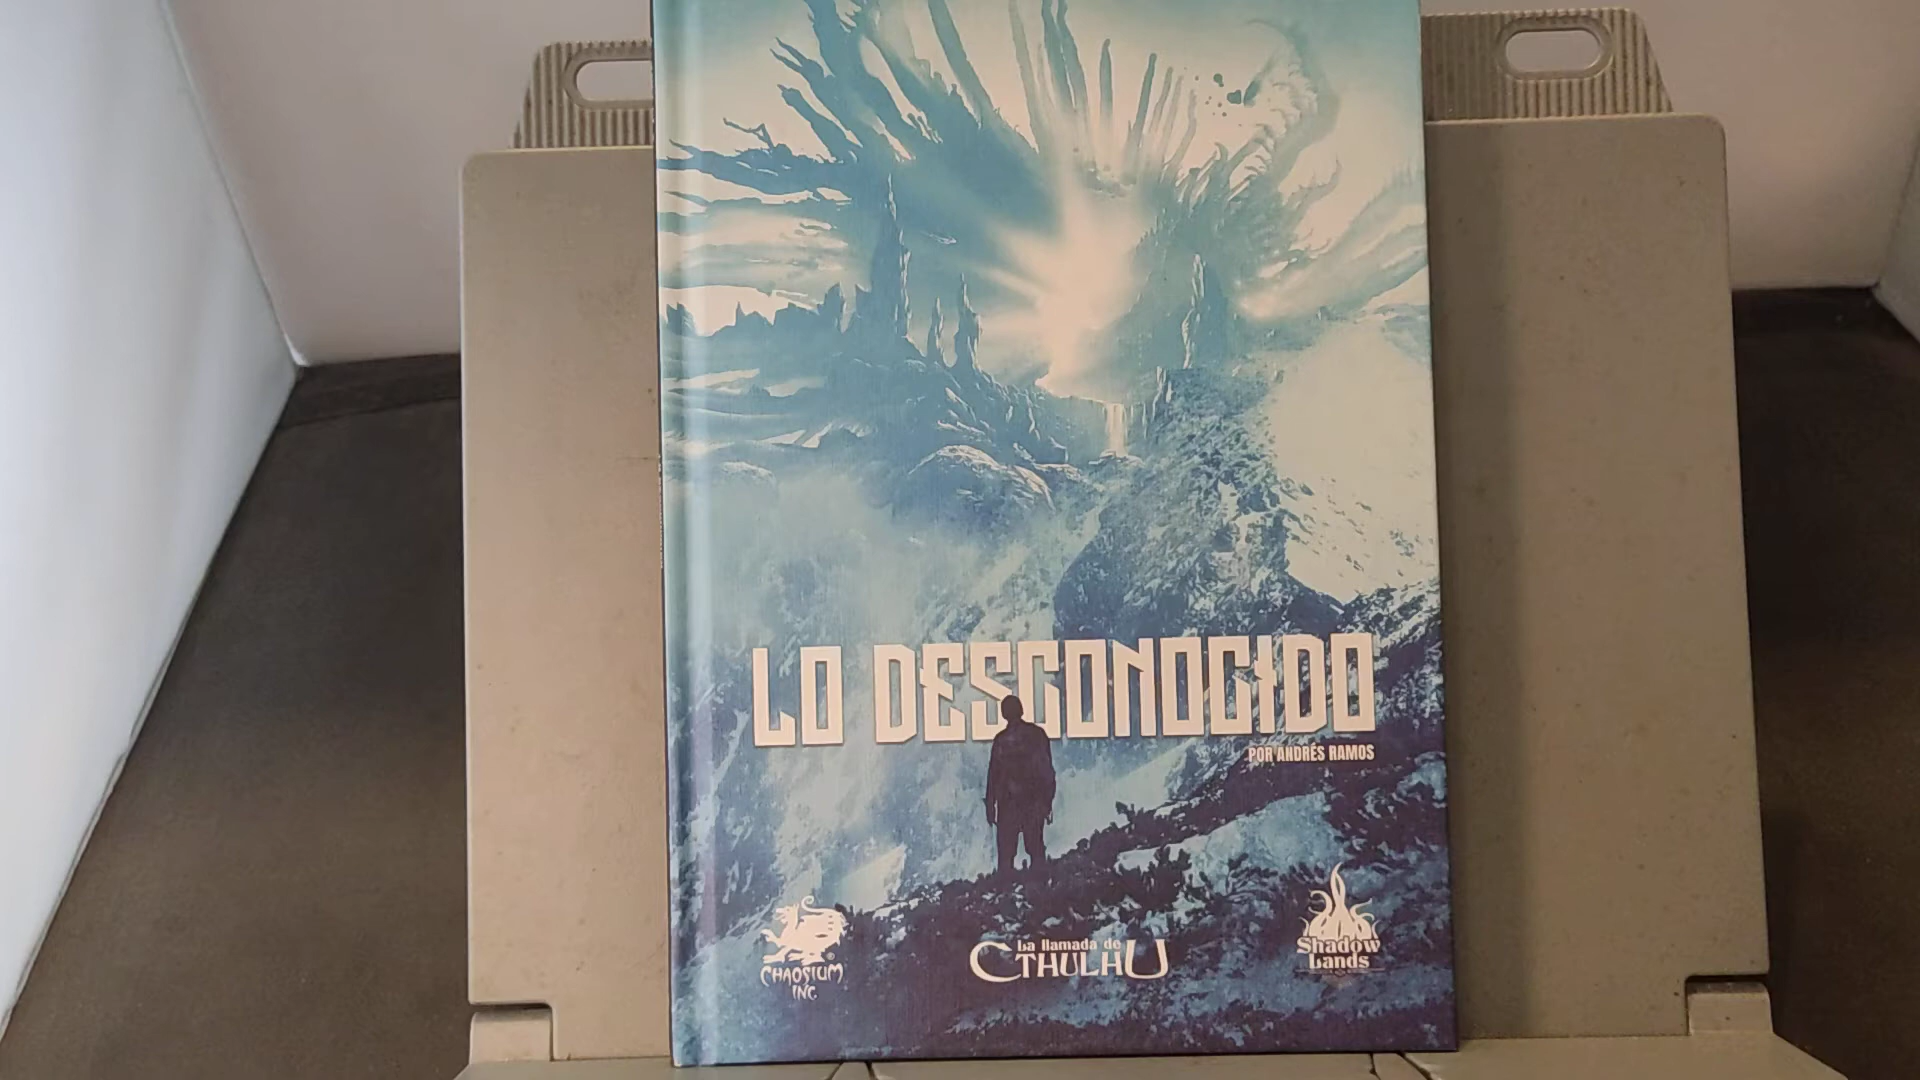 LO DESCONOCIDO
POR ANDRÉS RAMOS
CHAOSIUM
INC
La llamada de
CTHULHU
Shadow
Lands